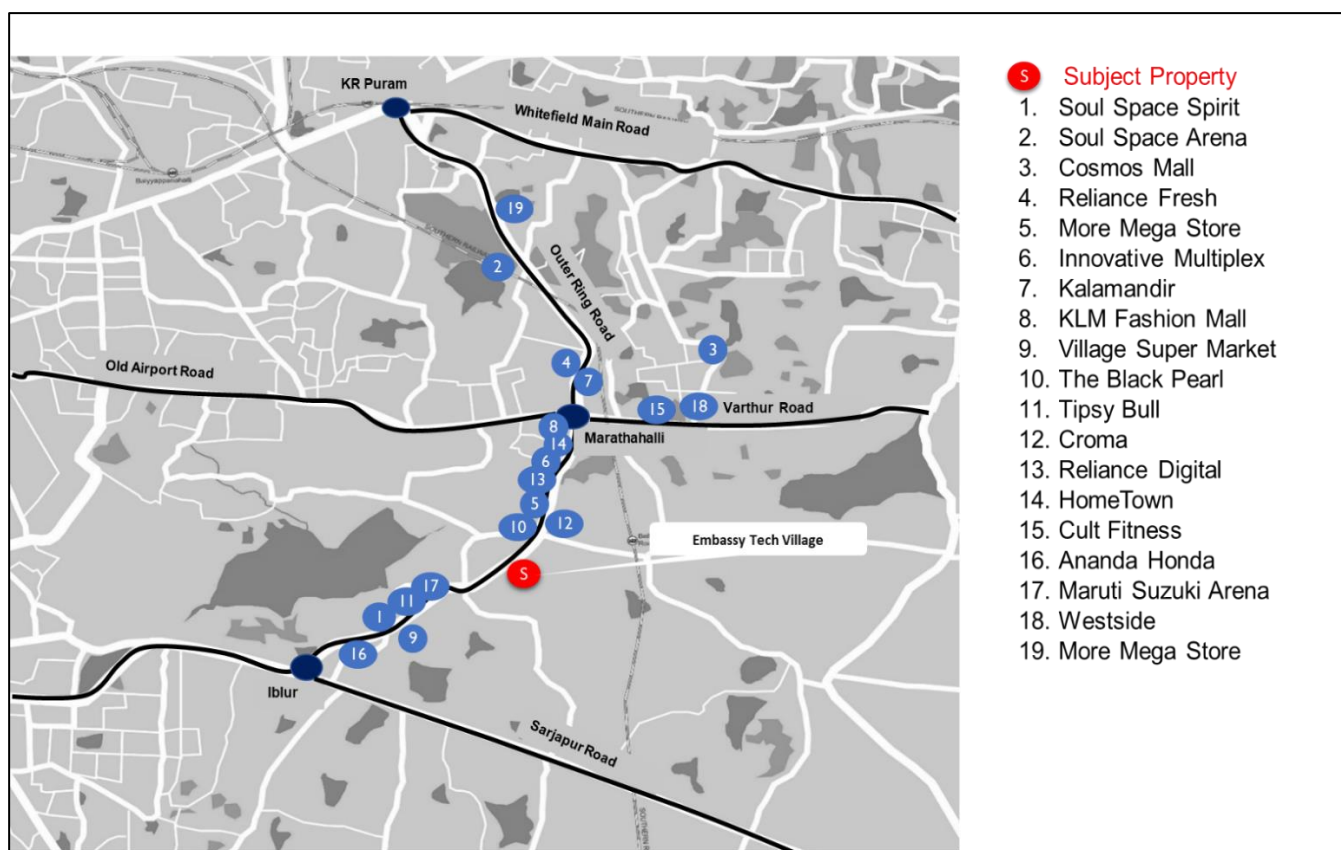 KR Puram
Whitefield Main Road
19
2
Outer Ring Road
3
4
7
Old Airport Road
15
18
Varthur Road
8
Marathahalli
14
6
13
5
10
12
Embassy Tech Village
S
17
11
1
9
16
Iblur
Sarjapur Road
S Subject Property
1. Soul Space Spirit
2. Soul Space Arena
3. Cosmos Mall
4. Reliance Fresh
5. More Mega Store
6. Innovative Multiplex
7. Kalamandir
8. KLM Fashion Mall
9. Village Super Market
10. The Black Pearl
11. Tipsy Bull
12. Croma
13. Reliance Digital
14. HomeTown
15. Cult Fitness
16. Ananda Honda
17. Maruti Suzuki Arena
18. Westside
19. More Mega Store